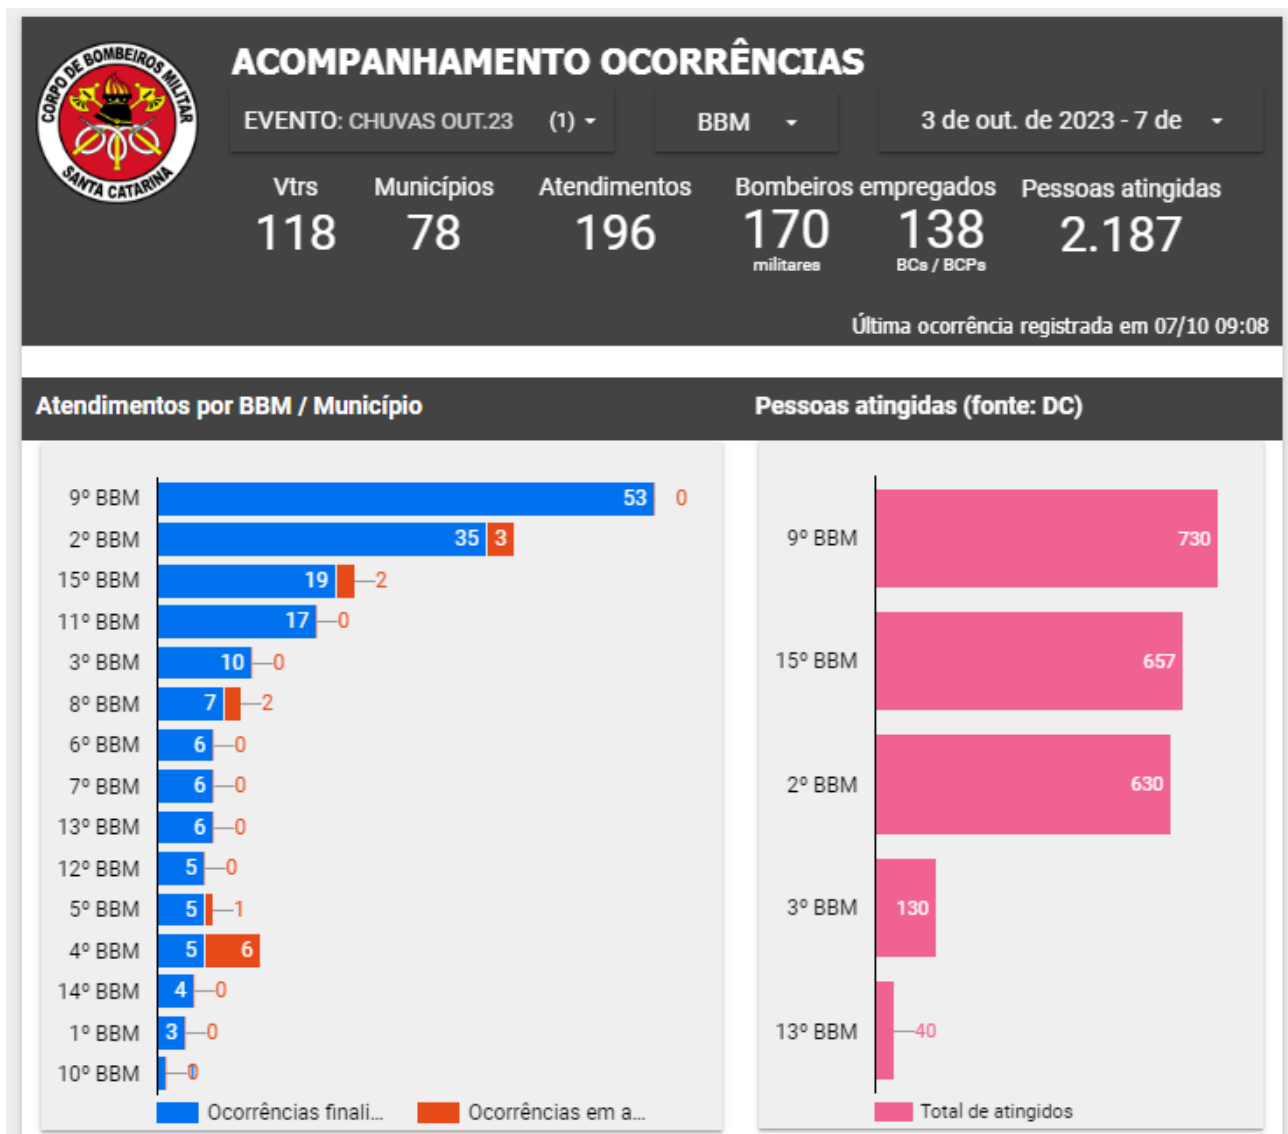 CORPO DE BOMBEIROS MILITAR
SANTA CATARINA
ACOMPANHAMENTO OCORRÊNCIAS
EVENTO: CHUVAS OUT.23 (1)
BBM
3 de out. de 2023 - 7 de
Vtrs
Municípios
Atendimentos
Bombeiros empregados
Pessoas atingidas
118
78
196
170
138
2.187
militares
BCs / BCPs
Última ocorrência registrada em 07/10 09:08
Atendimentos por BBM / Município
9º BBM 53 0
2º BBM 35 3
15º BBM 19 2
11º BBM 17 0
3º BBM 10 0
8º BBM 7 2
6º BBM 6 0
7º BBM 6 0
13º BBM 6 0
12º BBM 5 0
5º BBM 5 1
4º BBM 5 6
14º BBM 4 0
1º BBM 3 0
10º BBM
Ocorrências finali...
Ocorrências em a...
Pessoas atingidas (fonte: DC)
9º BBM 730
15º BBM 657
2º BBM 630
3º BBM 130
13º BBM 40
Total de atingidos